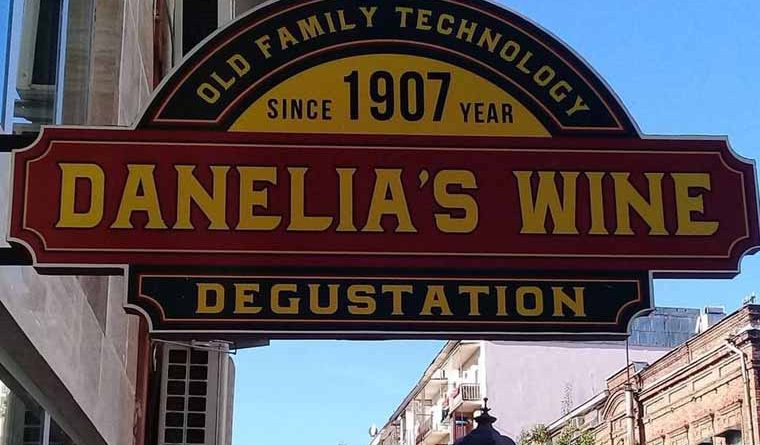 OLD FAMILY TECHNOLOGY
SINCE 1907 YEAR
DANELIA'S WINE
DEGUSTATION